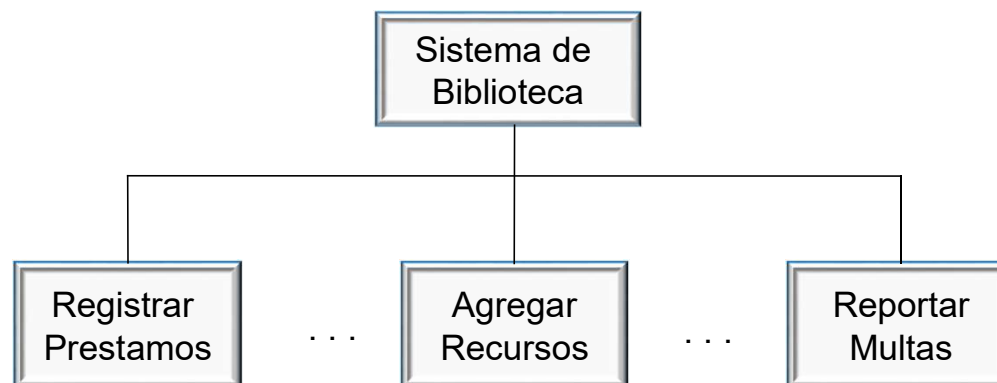 Sistema de
Biblioteca
Registrar
Prestamos
. . .
Agregar
Recursos
. . .
Reportar
Multas